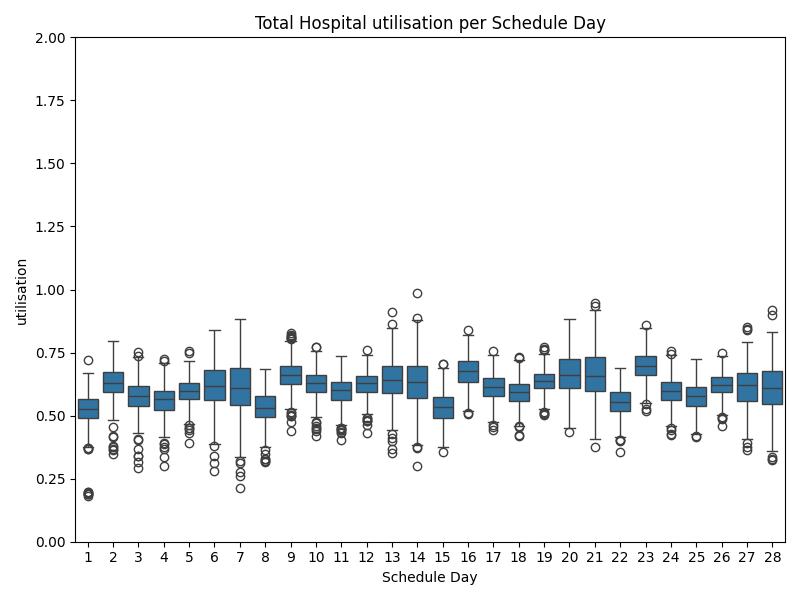 Total Hospital utilisation per Schedule Day
utilisation
2.00
1.75
1.50
1.25
1.00
0.75
0.50
0.25
0.00
1 2 3 4 5 6 7 8 9 10 11 12 13 14 15 16 17 18 19 20 21 22 23 24 25 26 27 28
Schedule Day